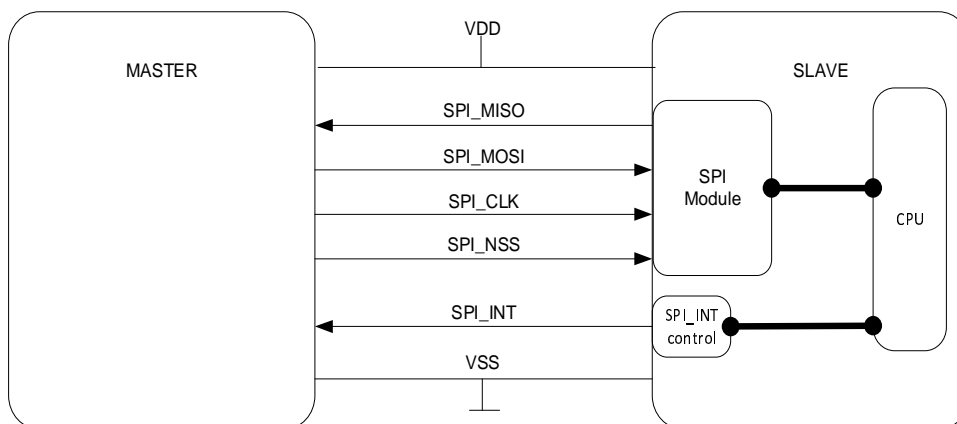 VDD
MASTER
SLAVE
SPI_MISO
SPI_MOSI
SPI_CLK
SPI_NSS
SPI
Module
CPU
SPI_INT
SPI_INT
control
VSS